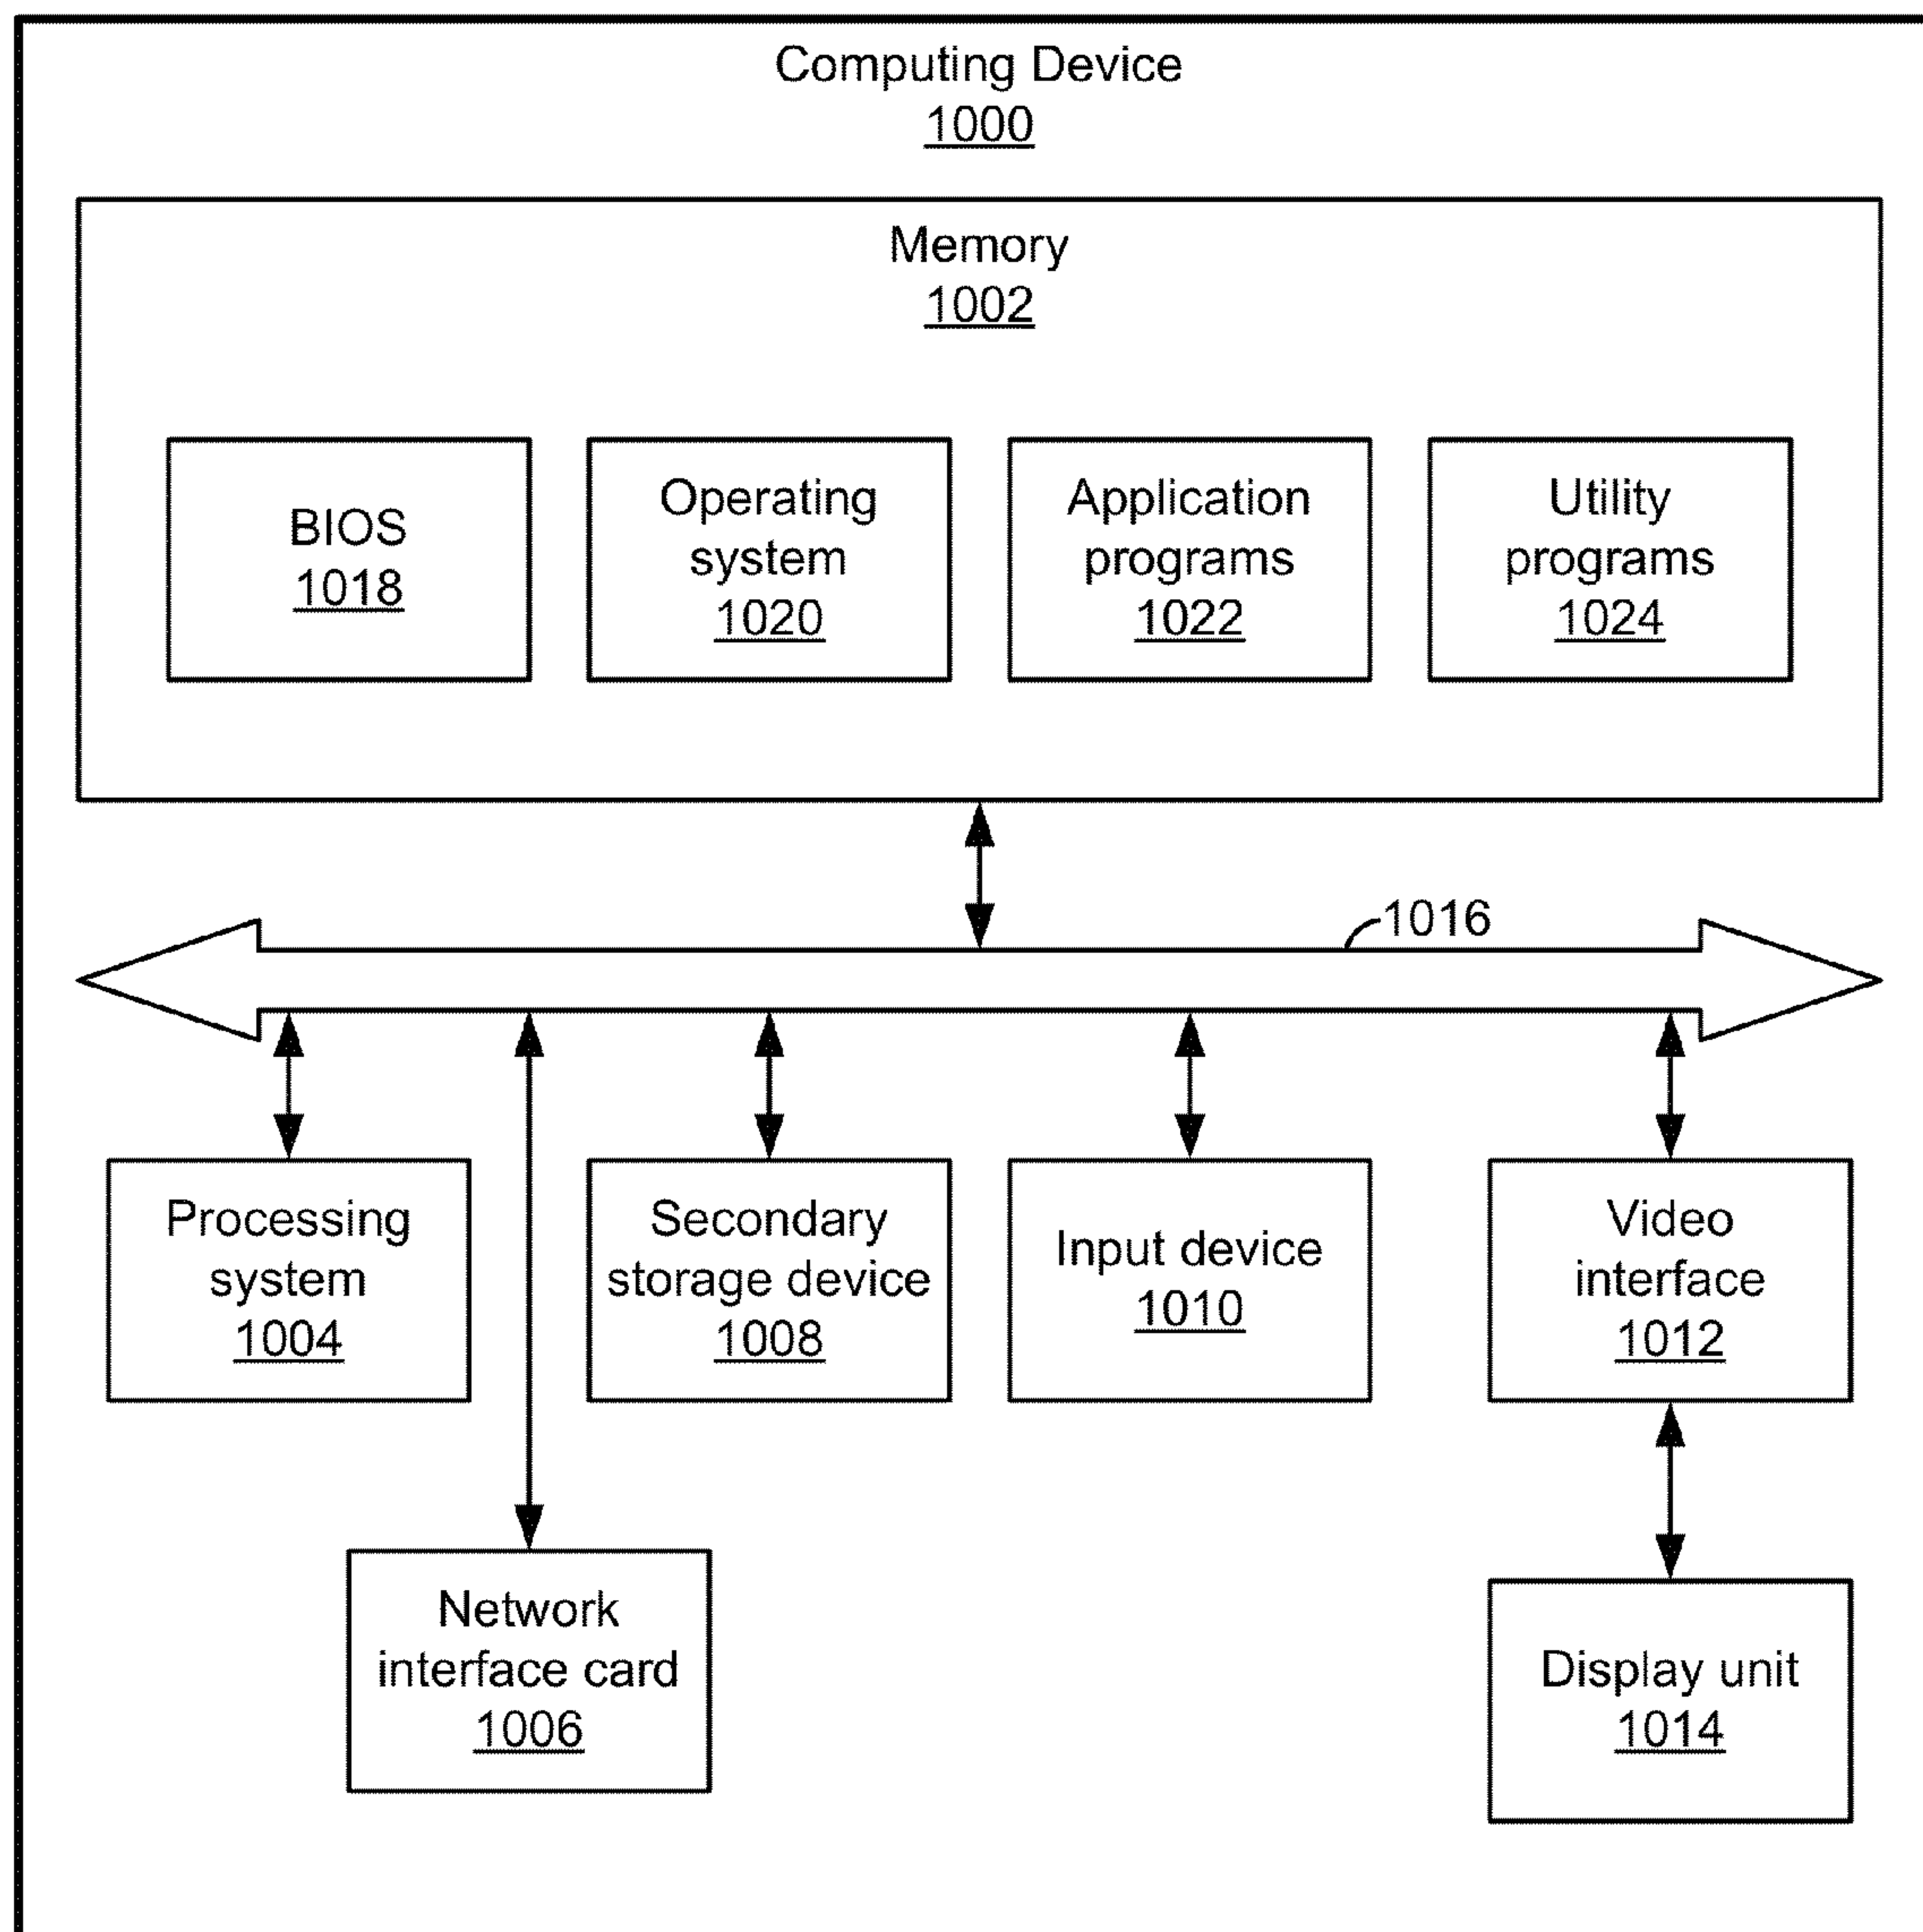 Computing Device
1000
Memory
1002
BIOS
1018
Operating
system
1020
Application
programs
1022
Utility
programs
1024
1016
Processing
system
1004
Secondary
storage device
1008
Input device
1010
Video
interface
1012
Network
interface card
1006
Display unit
1014